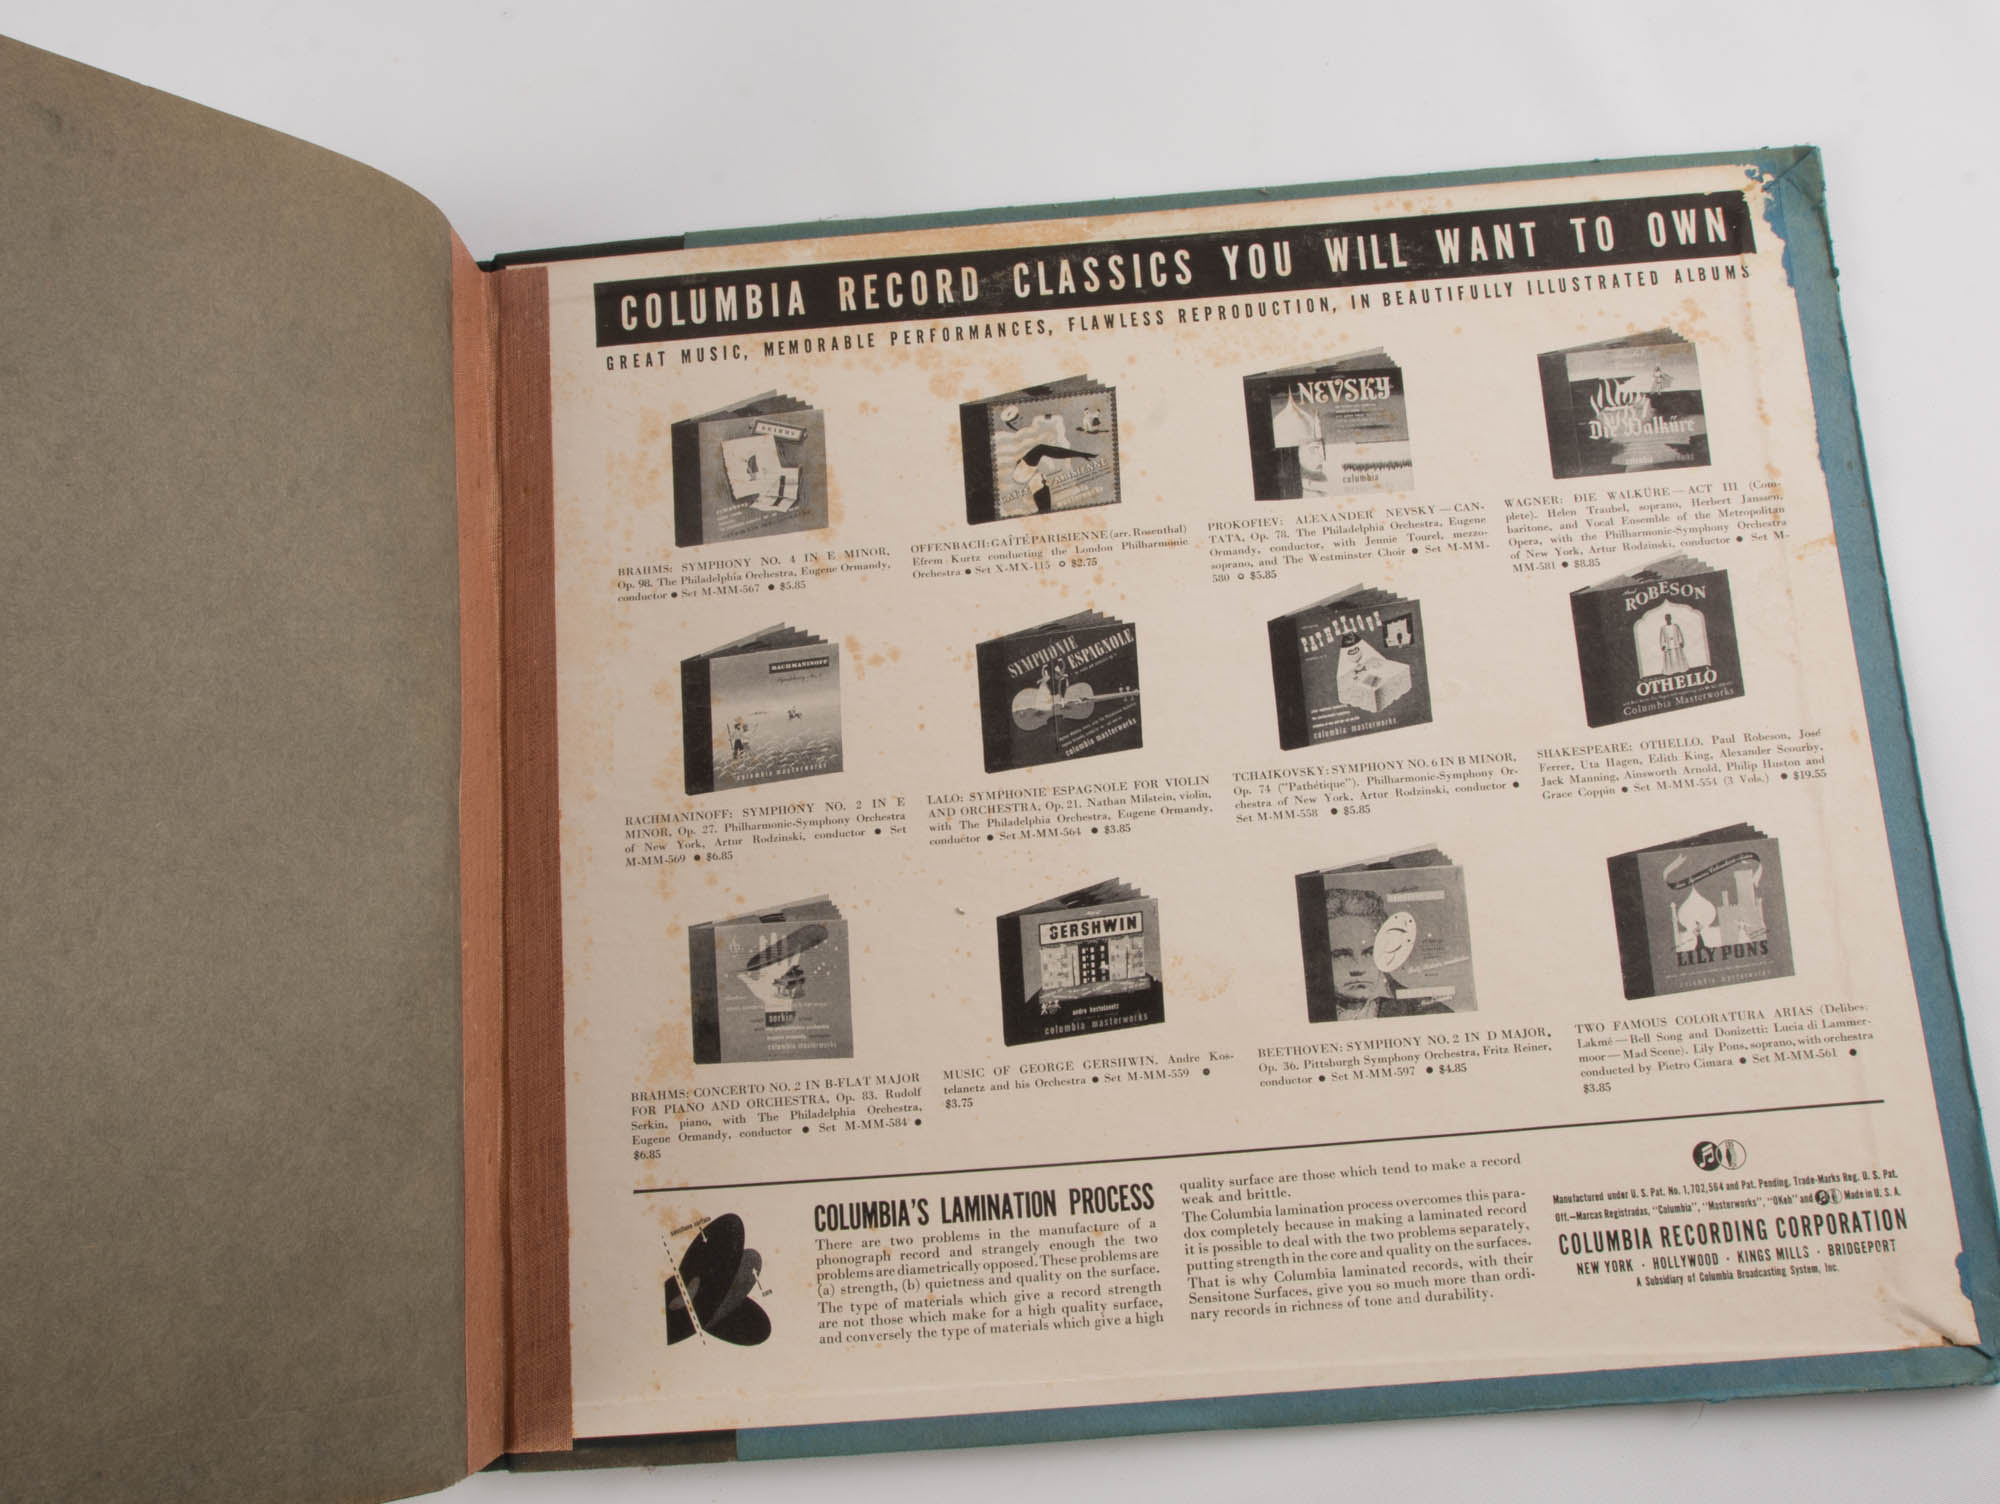 COLUMBIA RECORD CLASSICS YOU WILL WANT TO OWN
GREAT MUSIC, MEMORABLE PERFORMANCES, FLAWLESS REPRODUCTION, IN BEAUTIFULLY ILLUSTRATED ALBUMS
BRAHMS
BRAHMS: SYMPHONY NO. 4 IN E MINOR,
Op. 98. The Philadelphia Orchestra, Eugene Ormandy,
conductor ● Set M-MM-567 ● $5.85
GAÎTÉ PARISIENNE
OFFENBACH: GAÎTÉ PARISIENNE (arr. Rosenthal)
Efrem Kurtz conducting the London Philharmonic
Orchestra ● Set X-MX-115 ○ $2.75
NEVSKY
columbia
PROKOFIEV: ALEXANDER NEVSKY—CAN-
TATA, Op. 78. The Philadelphia Orchestra, Eugene
Ormandy, conductor, with Jennie Tourel, mezzo-
soprano, and The Westminster Choir ● Set M-MM-
580 ○ $5.85
Die Walküre
columbia
WAGNER: DIE WALKÜRE—ACT III (Com-
plete). Helen Traubel, soprano, Herbert Janssen,
baritone, and Vocal Ensemble of the Metropolitan
Opera, with the Philharmonic-Symphony Orchestra
of New York, Artur Rodzinski, conductor ● Set M-
MM-581 ● $8.85
RACHMANINOFF
columbia masterworks
RACHMANINOFF: SYMPHONY NO. 2 IN E
MINOR, Op. 27. Philharmonic-Symphony Orchestra
of New York, Artur Rodzinski, conductor ● Set
M-MM-569 ● $6.85
SYMPHONIE
ESPAGNOLE
columbia masterworks
LALO: SYMPHONIE ESPAGNOLE FOR VIOLIN
AND ORCHESTRA, Op. 21. Nathan Milstein, violin,
with The Philadelphia Orchestra, Eugene Ormandy,
conductor ● Set M-MM-564 ● $3.85
PATHETIQUE
columbia masterworks
TCHAIKOVSKY: SYMPHONY NO. 6 IN B MINOR,
Op. 74 ("Pathétique"). Philharmonic-Symphony Or-
chestra of New York, Artur Rodzinski, conductor ●
Set M-MM-558 ● $5.85
ROBESON
OTHELLO
Columbia Masterworks
SHAKESPEARE: OTHELLO. Paul Robeson, José
Ferrer, Uta Hagen, Edith King, Alexander Scourby,
Jack Manning, Ainsworth Arnold, Philip Huston and
Grace Coppin ● Set M-MM-554 (3 Vols.) ● $19.55
serkin
columbia masterworks
BRAHMS: CONCERTO NO. 2 IN B-FLAT MAJOR
FOR PIANO AND ORCHESTRA, Op. 83. Rudolf
Serkin, piano, with The Philadelphia Orchestra,
Eugene Ormandy, conductor ● Set M-MM-584 ●
$6.85
GERSHWIN
andre kostelanetz
columbia masterworks
MUSIC OF GEORGE GERSHWIN. Andre Kos-
telanetz and his Orchestra ● Set M-MM-559 ●
$3.75
BEETHOVEN: SYMPHONY NO. 2 IN D MAJOR,
Op. 36. Pittsburgh Symphony Orchestra, Fritz Reiner,
conductor ● Set M-MM-597 ● $4.85
LILY PONS
columbia masterworks
TWO FAMOUS COLORATURA ARIAS (Delibes:
Lakmé—Bell Song and Donizetti: Lucia di Lammer-
moor—Mad Scene). Lily Pons, soprano, with orchestra
conducted by Pietro Cimara ● Set M-MM-561 ●
$3.85
sensitone surface
core
COLUMBIA'S LAMINATION PROCESS
There are two problems in the manufacture of a
phonograph record and strangely enough the two
problems are diametrically opposed. These problems are
(a) strength, (b) quietness and quality on the surface.
The type of materials which give a record strength
are not those which make for a high quality surface,
and conversely the type of materials which give a high
quality surface are those which tend to make a record
weak and brittle.
The Columbia lamination process overcomes this para-
dox completely because in making a laminated record
it is possible to deal with the two problems separately,
putting strength in the core and quality on the surfaces.
That is why Columbia laminated records, with their
Sensitone Surfaces, give you so much more than ordi-
nary records in richness of tone and durability.
Manufactured under U. S. Pat. No. 1,702,564 and Pat. Pending. Trade-Marks Reg. U. S. Pat.
Off.—Marcas Registradas, "Columbia", "Masterworks", "OKeh" and Made in U. S. A.
COLUMBIA RECORDING CORPORATION
NEW YORK · HOLLYWOOD · KINGS MILLS · BRIDGEPORT
A Subsidiary of Columbia Broadcasting System, Inc.